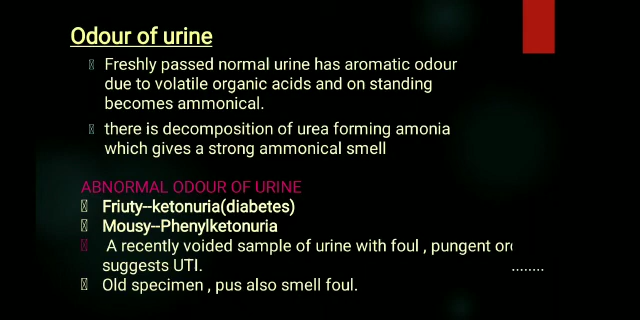 Odour of urine
Freshly passed normal urine has aromatic odour
due to volatile organic acids and on standing
becomes ammonical.
there is decomposition of urea forming amonia
which gives a strong ammonical smell
ABNORMAL ODOUR OF URINE
Friuty--ketonuria(diabetes)
Mousy--Phenylketonuria
A recently voided sample of urine with foul , pungent
suggests UTI.
........
Old specimen , pus also smell foul.